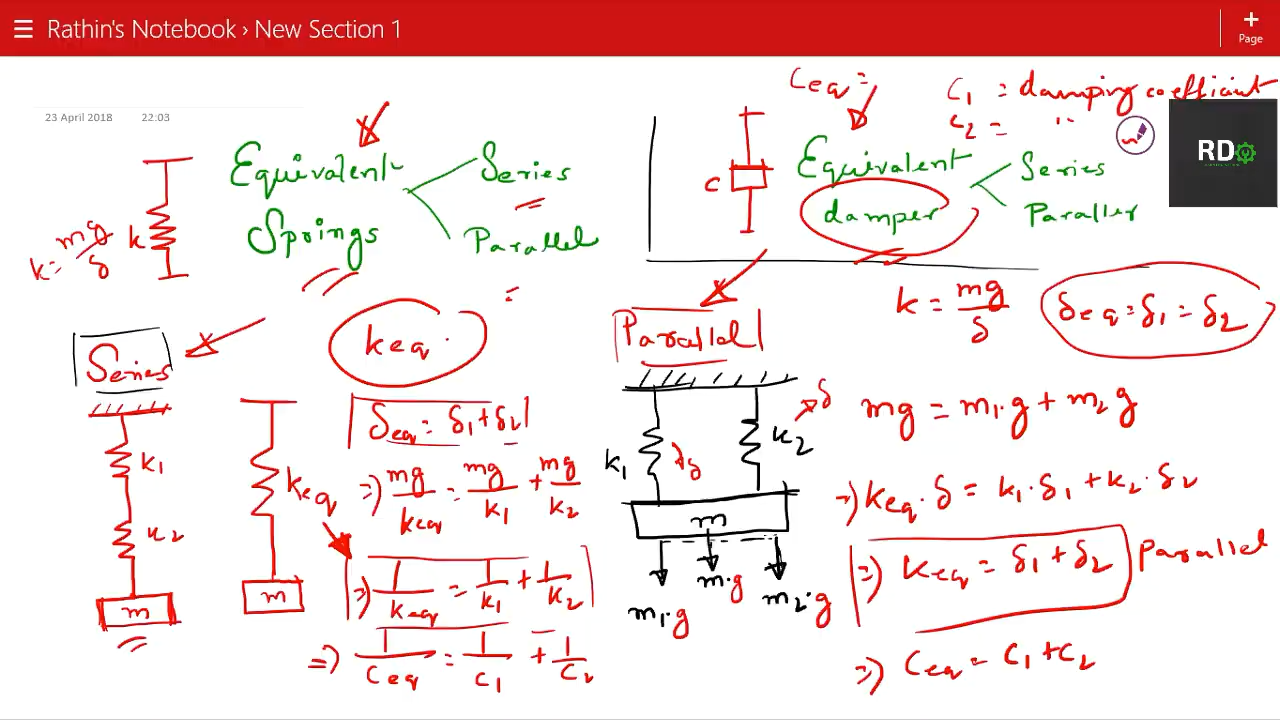 Rathin's Notebook › New Section 1
Page
23 April 2018 22:03
Equivalent Springs
Series
Parallel
k
k = mg/δ
Ceq =
C1 = damping coefficient
C2 = "
RD
C
Equivalent damper
Series
Parallel
Series
k1
k2
m
keq
m
keq
δeq = δ1 + δ2
⇒) mg/keq = mg/k1 + mg/k2
⇒) 1/keq = 1/k1 + 1/k2
⇒) 1/Ceq = 1/C1 + 1/C2
Parallel
k1
δ
k2
δ
m
m1·g
m·g
m2·g
k = mg/δ
δeq = δ1 = δ2
mg = m1·g + m2g
⇒) keq·δ = k1·δ1 + k2·δ2
⇒) keq = δ1 + δ2 Parallel
⇒) Ceq = C1 + C2